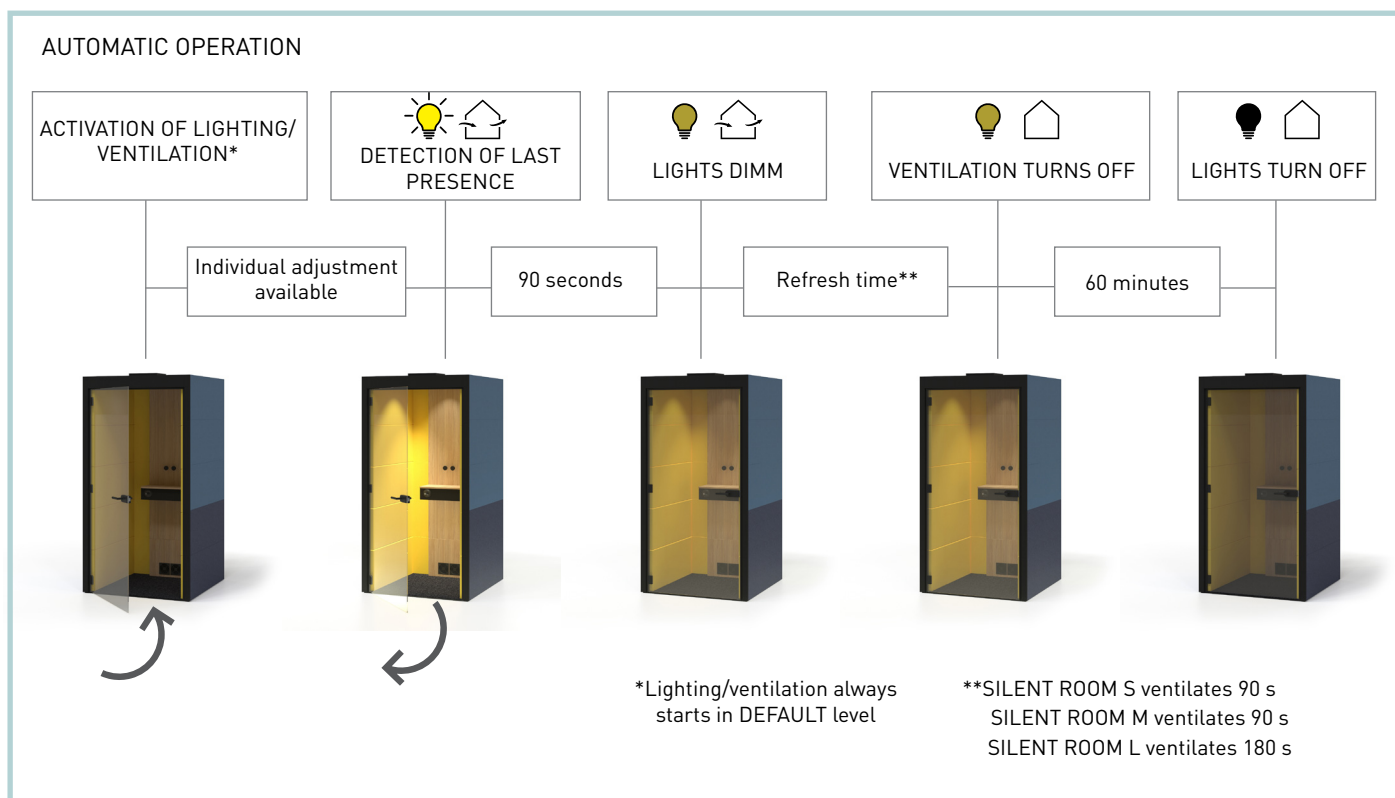 AUTOMATIC OPERATION
ACTIVATION OF LIGHTING/
VENTILATION*
DETECTION OF LAST
PRESENCE
LIGHTS DIMM
VENTILATION TURNS OFF
LIGHTS TURN OFF
Individual adjustment
available
90 seconds
Refresh time**
60 minutes
*Lighting/ventilation always
starts in DEFAULT level
**SILENT ROOM S ventilates 90 s
SILENT ROOM M ventilates 90 s
SILENT ROOM L ventilates 180 s